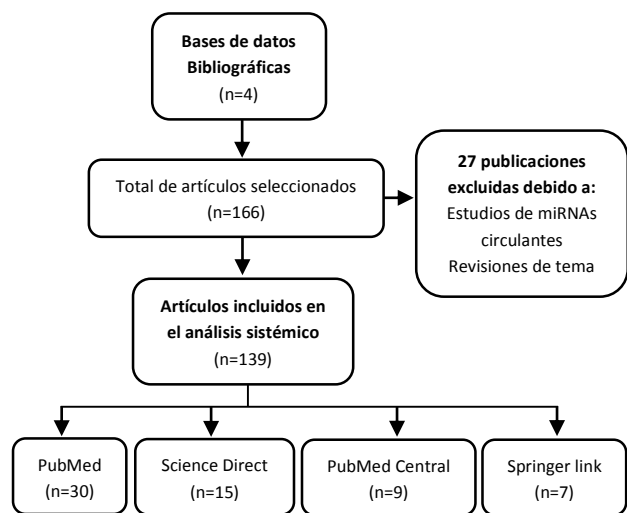 Bases de datos
Bibliográficas
(n=4)
Total de artículos seleccionados
(n=166)
27 publicaciones
excluidas debido a:
Estudios de miRNAs
circulantes
Revisiones de tema
Artículos incluidos en
el análisis sistémico
(n=139)
PubMed
(n=30)
Science Direct
(n=15)
PubMed Central
(n=9)
Springer link
(n=7)